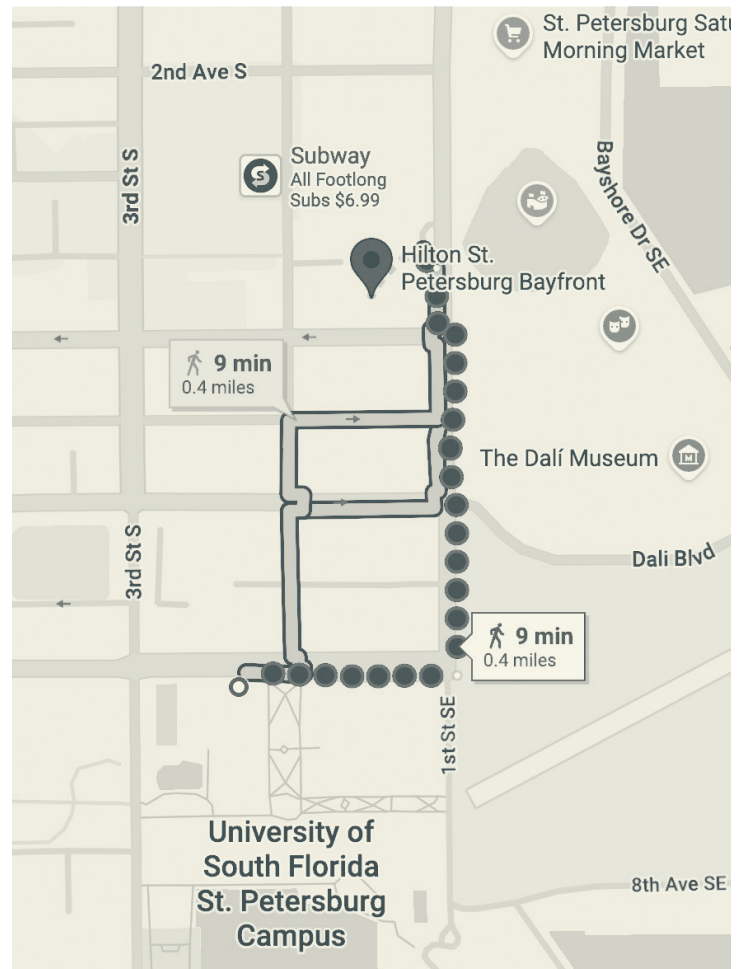 St. Petersburg Satu
Morning Market
2nd Ave S
3rd St S
Subway
All Footlong
Subs $6.99
S
Bayshore Dr SE
Hilton St.
Petersburg Bayfront
9 min
0.4 miles
The Dalí Museum
M
3rd St S
Dali Blvd
9 min
0.4 miles
1st St SE
University of
South Florida
St. Petersburg
Campus
8th Ave SE